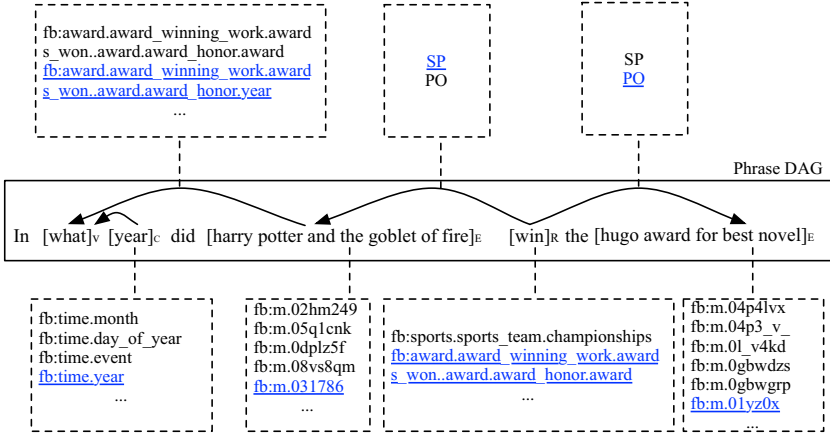 fb:award.award_winning_work.award
s_won..award.award_honor.award
fb:award.award_winning_work.award
s_won..award.award_honor.year
...
SP
PO
SP
PO
Phrase DAG
In [what]V [year]C did [harry potter and the goblet of fire]E [win]R the [hugo award for best novel]E
fb:time.month
fb:time.day_of_year
fb:time.event
fb:time.year
...
fb:m.02hm249
fb:m.05q1cnk
fb:m.0dplz5f
fb:m.08vs8qm
fb:m.031786
...
fb:sports.sports_team.championships
fb:award.award_winning_work.award
s_won..award.award_honor.award
...
fb:m.04p4lvx
fb:m.04p3_v_
fb:m.0l_v4kd
fb:m.0gbwdzs
fb:m.0gbwgrp
fb:m.01yz0x
...